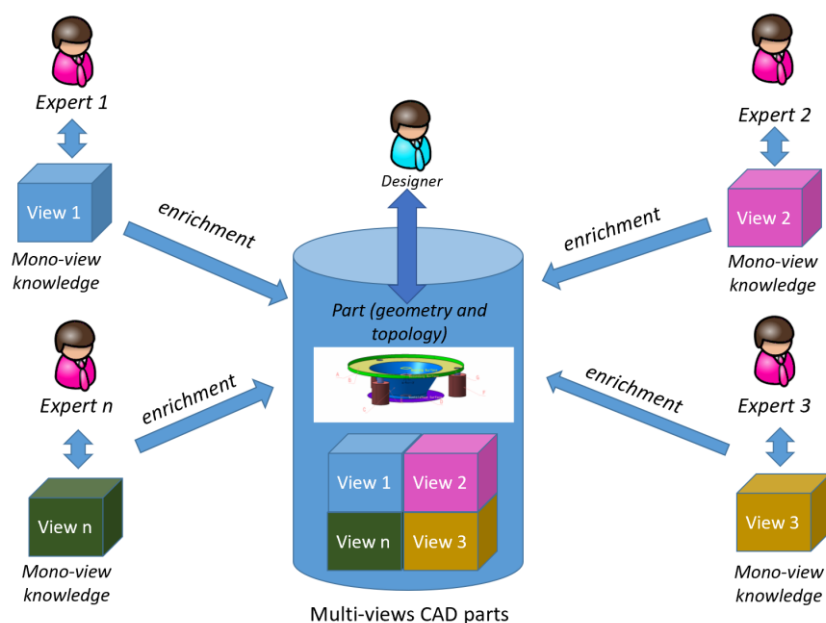 Expert 1
View 1
Mono-view
knowledge
enrichment
Designer
Expert 2
View 2
Mono-view
knowledge
enrichment
Part (geometry and
topology)
Expert n
View n
Mono-view
knowledge
enrichment
Expert 3
View 3
Mono-view
knowledge
enrichment
View 1
View 2
View n
View 3
Multi-views CAD parts